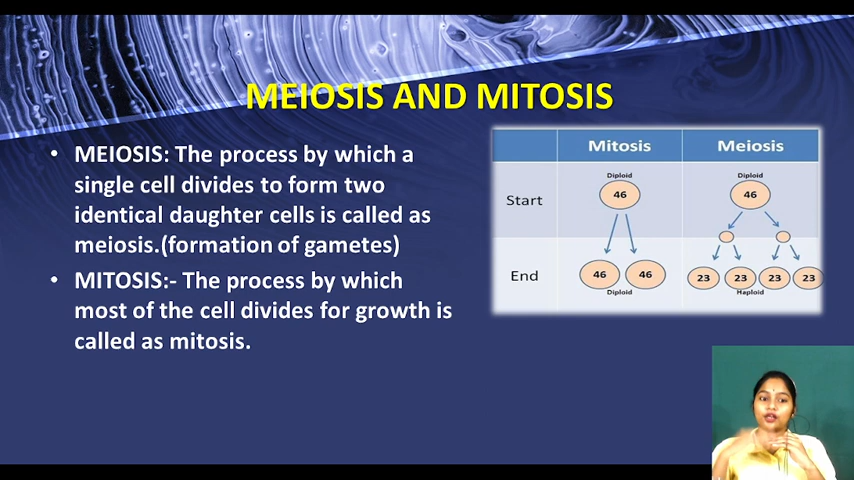 MEIOSIS AND MITOSIS
• MEIOSIS: The process by which a
single cell divides to form two
identical daughter cells is called as
meiosis.(formation of gametes)
• MITOSIS:- The process by which
most of the cell divides for growth is
called as mitosis.
Mitosis Meiosis
Diploid Diploid
Start 46 46
End 46 46 23 23 23 23
Diploid Haploid